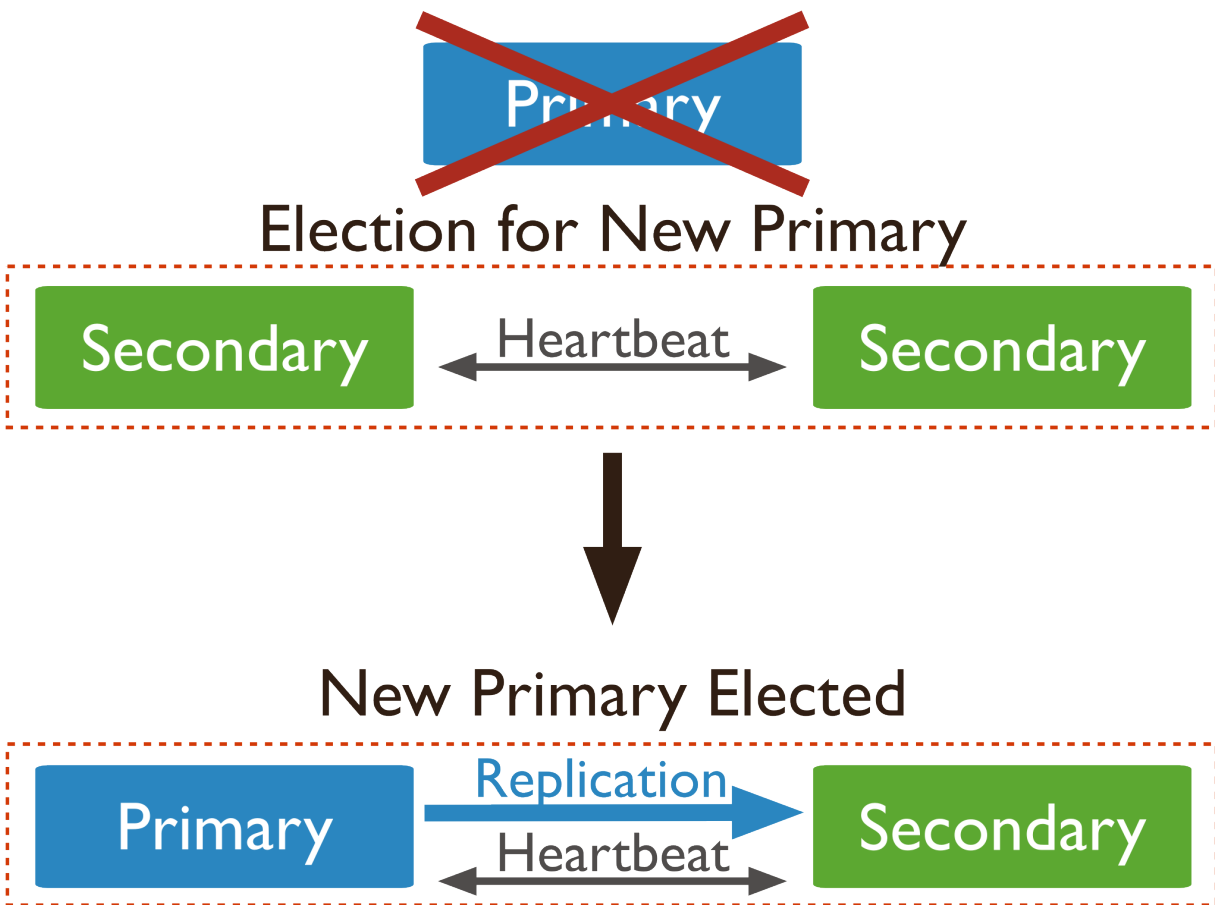 Primary
Election for New Primary
Secondary
Heartbeat
Secondary
New Primary Elected
Primary
Replication
Heartbeat
Secondary